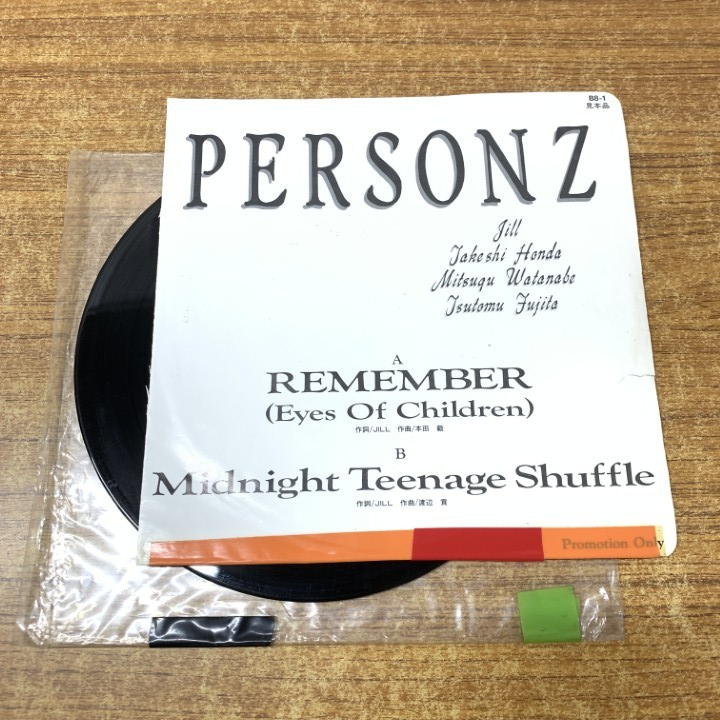 B8-1
見本品
PERSONZ
Jill
Takeshi Honda
Mitsugu Watanabe
Tsutomu Fujita
A
REMEMBER
(Eyes Of Children)
作詞/JILL 作曲/本田 毅
B
Midnight Teenage Shuffle
作詞/JILL 作曲/渡辺 貢
Promotion Only